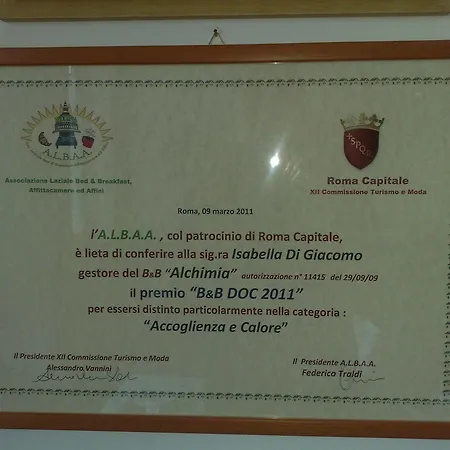 A.L.B.A.A.
Associazione Laziale Bed & Breakfast,
Affittacamere ed Affini
S.P.Q.R.
Roma Capitale
XII Commissione Turismo e Moda
Roma, 09 marzo 2011
l'A.L.B.A.A. , col patrocinio di Roma Capitale,
è lieta di conferire alla sig.ra Isabella Di Giacomo
gestore del B&B "Alchimia" autorizzazione n° 11415 del 29/09/09
il premio "B&B DOC 2011"
per essersi distinto particolarmente nella categoria :
"Accoglienza e Calore"
Il Presidente XII Commissione Turismo e Moda
Alessandro Vannini
Il Presidente A.L.B.A.A.
Federico Traldi